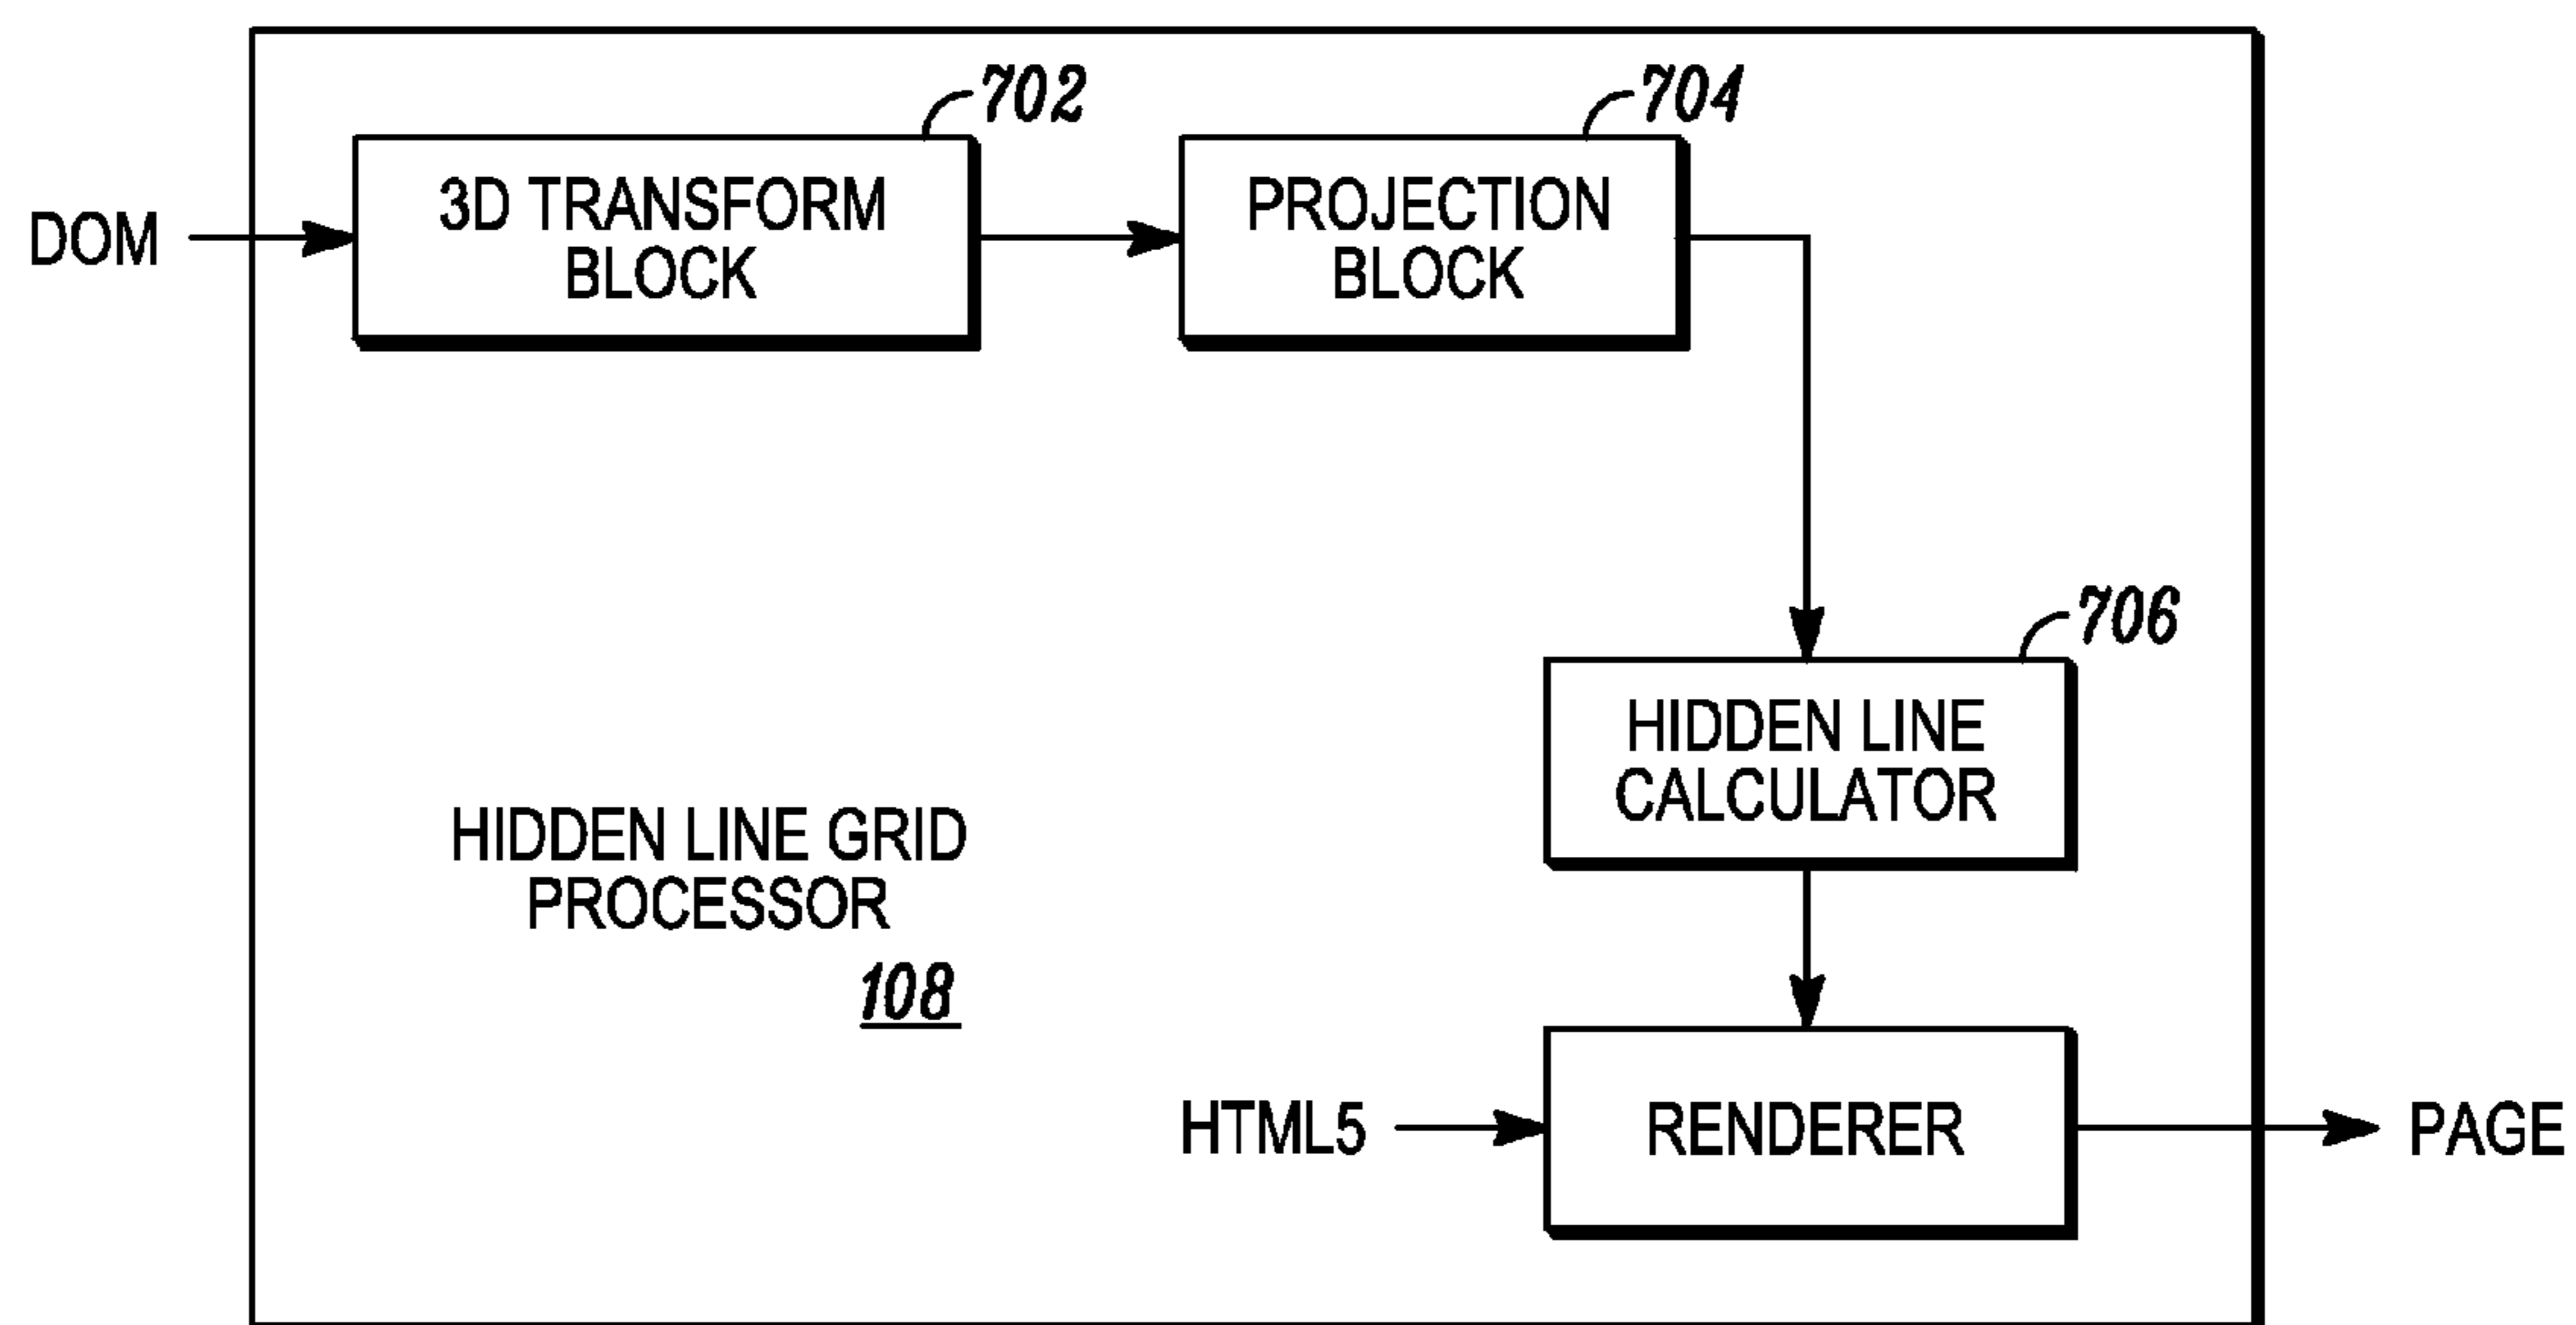 702
704
DOM
3D TRANSFORM
BLOCK
PROJECTION
BLOCK
706
HIDDEN LINE
CALCULATOR
HIDDEN LINE GRID
PROCESSOR
108
HTML5
RENDERER
PAGE